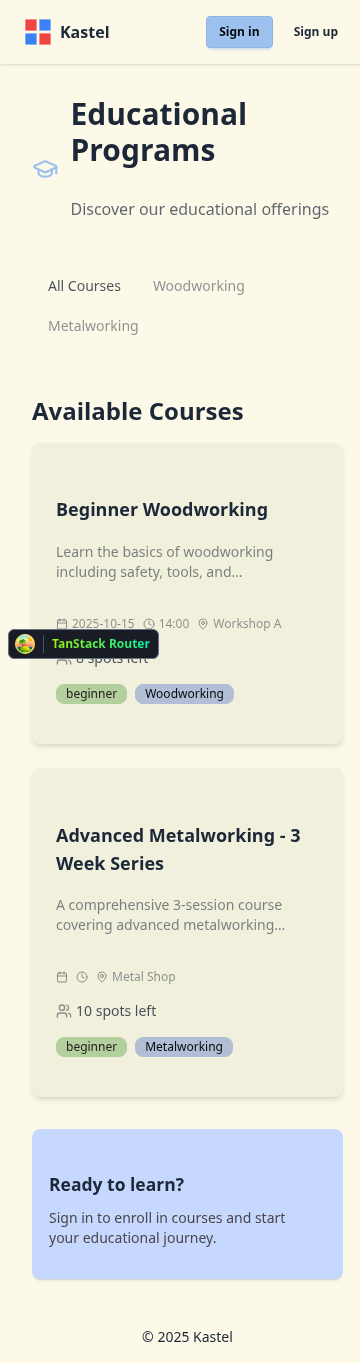 Kastel
Sign in
Sign up
Educational
Programs
Discover our educational offerings
All Courses
Woodworking
Metalworking
Available Courses
Beginner Woodworking
Learn the basics of woodworking
including safety, tools, and...
2025-10-15 14:00 Workshop A
TanStack Router
8 spots left
beginner
Woodworking
Advanced Metalworking - 3
Week Series
A comprehensive 3-session course
covering advanced metalworking...
Metal Shop
10 spots left
beginner
Metalworking
Ready to learn?
Sign in to enroll in courses and start
your educational journey.
© 2025 Kastel